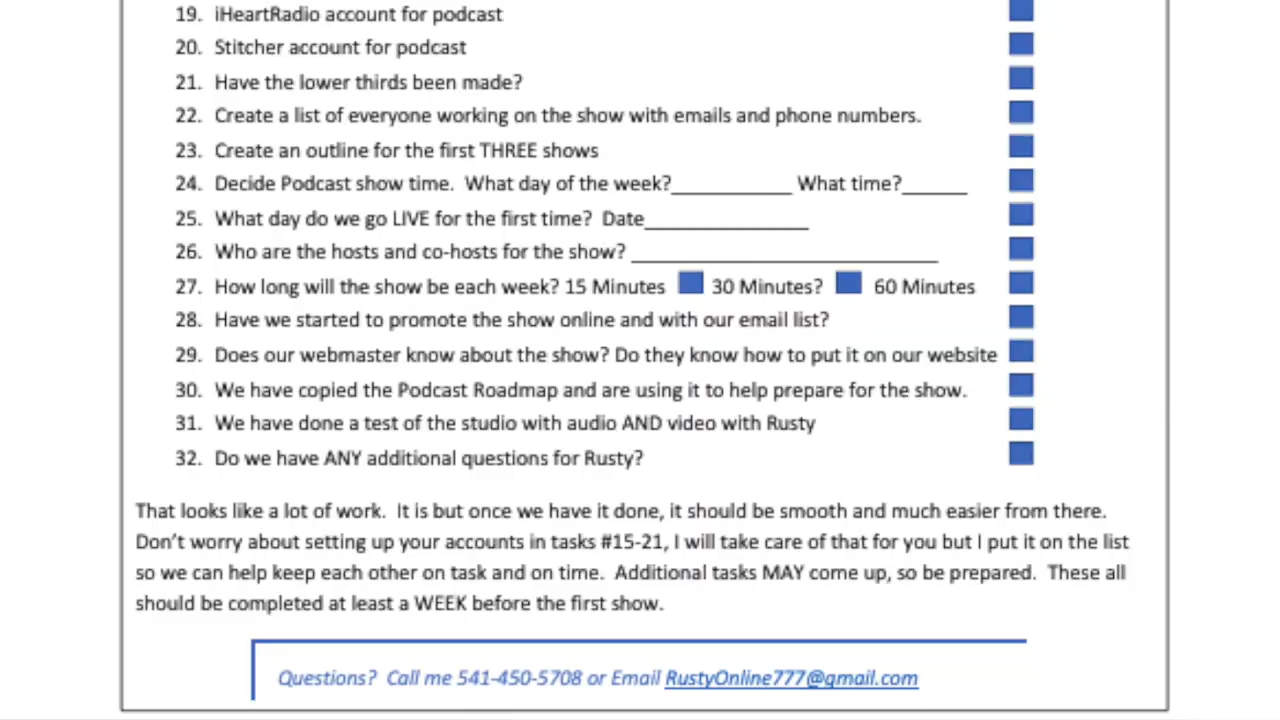 19. iHeartRadio account for podcast
20. Stitcher account for podcast
21. Have the lower thirds been made?
22. Create a list of everyone working on the show with emails and phone numbers.
23. Create an outline for the first THREE shows
24. Decide Podcast show time. What day of the week?___________ What time?______
25. What day do we go LIVE for the first time? Date_______________
26. Who are the hosts and co-hosts for the show? ____________________________
27. How long will the show be each week? 15 Minutes 30 Minutes? 60 Minutes
28. Have we started to promote the show online and with our email list?
29. Does our webmaster know about the show? Do they know how to put it on our website
30. We have copied the Podcast Roadmap and are using it to help prepare for the show.
31. We have done a test of the studio with audio AND video with Rusty
32. Do we have ANY additional questions for Rusty?
That looks like a lot of work. It is but once we have it done, it should be smooth and much easier from there.
Don't worry about setting up your accounts in tasks #15-21, I will take care of that for you but I put it on the list
so we can help keep each other on task and on time. Additional tasks MAY come up, so be prepared. These all
should be completed at least a WEEK before the first show.
Questions? Call me 541-450-5708 or Email RustyOnline777@gmail.com